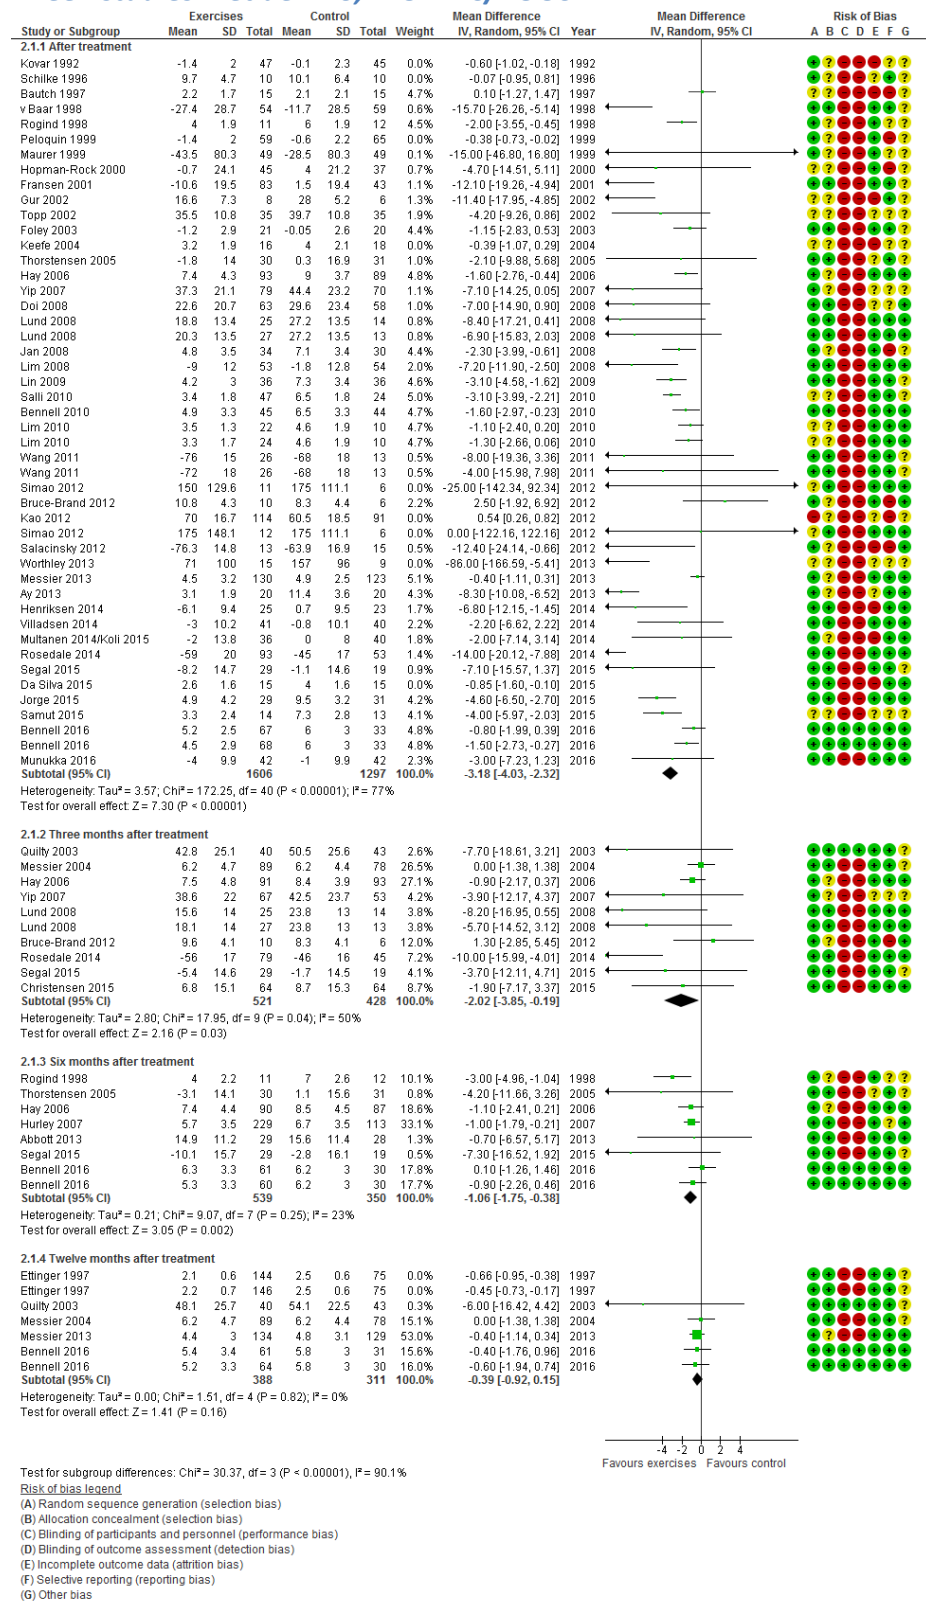 Exercises Control Mean Difference Mean Difference Risk of Bias
Study or Subgroup Mean SD Total Mean SD Total Weight IV, Random, 95% CI Year IV, Random, 95% CI A B C D E F G
2.1.1 After treatment
Kovar 1992 -1.4 2 47 -0.1 2.3 45 0.0% -0.60 [-1.02, -0.18] 1992
Schilke 1996 9.7 4.7 10 10.1 6.4 10 0.0% -0.07 [-0.95, 0.81] 1996
Bautch 1997 2.2 1.7 15 2.1 2.1 15 4.7% 0.10 [-1.27, 1.47] 1997
v Baar 1998 -27.4 28.7 54 -11.7 28.5 59 0.6% -15.70 [-26.26, -5.14] 1998
Rogind 1998 4 1.9 11 6 1.9 12 4.5% -2.00 [-3.55, -0.45] 1998
Peloquin 1999 -1.4 2 59 -0.6 2.2 65 0.0% -0.38 [-0.73, -0.02] 1999
Maurer 1999 -43.5 80.3 49 -28.5 80.3 49 0.1% -15.00 [-46.80, 16.80] 1999
Hopman-Rock 2000 -0.7 24.1 45 4 21.2 37 0.7% -4.70 [-14.51, 5.11] 2000
Fransen 2001 -10.6 19.5 83 1.5 19.4 43 1.1% -12.10 [-19.26, -4.94] 2001
Gur 2002 16.6 7.3 8 28 5.2 6 1.3% -11.40 [-17.95, -4.85] 2002
Topp 2002 35.5 10.8 35 39.7 10.8 35 1.8% -4.20 [-9.26, 0.86] 2002
Foley 2003 -1.2 2.9 21 -0.05 2.6 20 4.4% -1.15 [-2.83, 0.53] 2003
Keefe 2004 3.2 1.9 16 4 2.1 18 0.0% -0.39 [-1.07, 0.29] 2004
Thorstensen 2005 -1.8 14 30 0.3 16.9 31 1.0% -2.10 [-9.88, 5.68] 2005
Hay 2006 7.4 4.3 93 9 3.7 89 4.9% -1.60 [-2.76, -0.44] 2006
Yip 2007 37.3 21.1 79 44.4 23.2 70 1.1% -7.10 [-14.25, 0.05] 2007
Doi 2008 22.6 20.7 63 29.6 23.4 58 1.0% -7.00 [-14.90, 0.90] 2008
Lund 2008 18.8 13.4 25 27.2 13.5 14 0.8% -8.40 [-17.21, 0.41] 2008
Lund 2008 20.3 13.5 27 27.2 13.5 13 0.8% -6.90 [-15.83, 2.03] 2008
Jan 2008 4.8 3.5 34 7.1 3.4 30 4.4% -2.30 [-3.99, -0.61] 2008
Lim 2008 -9 12 53 -1.8 12.8 54 2.0% -7.20 [-11.90, -2.50] 2008
Lin 2009 4.2 3 36 7.3 3.4 36 4.6% -3.10 [-4.58, -1.62] 2009
Salli 2010 3.4 1.8 47 6.5 1.8 24 5.1% -3.10 [-3.99, -2.21] 2010
Bennell 2010 4.9 3.3 45 6.5 3.3 44 4.7% -1.60 [-2.97, -0.23] 2010
Lim 2010 3.5 1.3 22 4.6 1.9 10 4.8% -1.10 [-2.40, 0.20] 2010
Lim 2010 3.3 1.7 24 4.6 1.9 10 4.7% -1.30 [-2.66, 0.06] 2010
Wang 2011 -76 15 26 -68 18 13 0.5% -8.00 [-19.36, 3.36] 2011
Wang 2011 -72 18 26 -68 18 13 0.5% -4.00 [-15.98, 7.98] 2011
Simao 2012 150 129.6 11 175 111.1 6 0.0% -25.00 [-142.34, 92.34] 2012
Bruce-Brand 2012 10.8 4.3 10 8.3 4.4 6 2.1% 2.50 [-1.92, 6.92] 2012
Kao 2012 70 16.7 114 60.5 18.5 91 0.0% 0.54 [0.26, 0.82] 2012
Simao 2012 175 148.1 12 175 111.1 6 0.0% 0.00 [-122.16, 122.16] 2012
Salacinsky 2012 -76.3 14.8 13 -63.9 16.9 15 0.5% -12.40 [-24.14, -0.66] 2012
Worthley 2013 71 100 15 157 96 9 0.0% -86.00 [-166.59, -5.41] 2013
Messier 2013 4.5 3.2 130 4.9 2.5 123 5.2% -0.40 [-1.11, 0.31] 2013
Ay 2013 3.1 1.9 20 11.4 3.6 20 4.3% -8.30 [-10.08, -6.52] 2013
Henriksen 2014 -6.1 9.4 25 0.7 9.5 23 1.7% -6.80 [-12.15, -1.45] 2014
Villadsen 2014 -3 10.2 41 -0.8 10.1 40 2.1% -2.20 [-6.62, 2.22] 2014
Multanen 2014/Koli 2015 -2 13.8 36 0 8 40 1.8% -2.00 [-7.14, 3.14] 2014
Rosedale 2014 -59 20 93 -45 17 53 1.4% -14.00 [-20.12, -7.88] 2014
Segal 2015 -8.2 14.7 29 -1.1 14.6 19 0.9% -7.10 [-15.57, 1.37] 2015
Da Silva 2015 2.6 1.6 15 4 1.6 15 0.0% -0.85 [-1.60, -0.10] 2015
Jorge 2015 4.9 4.2 29 9.5 3.2 31 4.2% -4.60 [-6.50, -2.70] 2015
Samut 2015 3.3 2.4 14 7.3 2.8 13 4.1% -4.00 [-5.97, -2.03] 2015
Bennell 2016 5.2 2.5 67 6 3 33 4.9% -0.80 [-1.99, 0.39] 2016
Bennell 2016 4.5 2.9 68 6 3 33 4.8% -1.50 [-2.73, -0.27] 2016
Munukka 2016 -4 9.9 42 -1 9.9 42 2.2% -3.00 [-7.23, 1.23] 2016
Subtotal (95% CI) 1606 1297 100.0% -3.18 [-4.03, -2.32]
Heterogeneity: Tau² = 3.57; Chi² = 172.25, df = 40 (P < 0.00001); I² = 77%
Test for overall effect: Z = 7.30 (P < 0.00001)
2.1.2 Three months after treatment
Quilty 2003 42.8 25.1 40 50.5 25.6 43 2.6% -7.70 [-18.61, 3.21] 2003
Messier 2004 6.2 4.7 89 6.2 4.4 78 26.5% 0.00 [-1.38, 1.38] 2004
Hay 2006 7.5 4.8 91 8.4 3.9 93 27.1% -0.90 [-2.17, 0.37] 2006
Yip 2007 38.6 22 67 42.5 23.7 53 4.2% -3.90 [-12.17, 4.37] 2007
Lund 2008 15.6 14 25 23.8 13 14 3.8% -8.20 [-16.95, 0.55] 2008
Lund 2008 18.1 14 27 23.8 13 13 3.8% -5.70 [-14.52, 3.12] 2008
Bruce-Brand 2012 9.6 4.1 10 8.3 4.1 6 12.0% 1.30 [-2.85, 5.45] 2012
Rosedale 2014 -56 17 79 -46 16 45 7.2% -10.00 [-15.99, -4.01] 2014
Segal 2015 -5.4 14.6 29 -1.7 14.5 19 4.0% -3.70 [-12.11, 4.71] 2015
Christensen 2015 6.8 15.1 64 8.7 15.3 64 8.7% -1.90 [-7.17, 3.37] 2015
Subtotal (95% CI) 521 428 100.0% -2.02 [-3.85, -0.19]
Heterogeneity: Tau² = 2.80; Chi² = 17.95, df = 9 (P = 0.04); I² = 50%
Test for overall effect: Z = 2.16 (P = 0.03)
2.1.3 Six months after treatment
Rogind 1998 4 2.2 11 7 2.6 12 10.1% -3.00 [-4.96, -1.04] 1998
Thorstensen 2005 -3.1 14.1 30 1.1 15.6 31 0.8% -4.20 [-11.66, 3.26] 2005
Hay 2006 7.4 4.4 90 8.5 4.5 87 18.6% -1.10 [-2.41, 0.21] 2006
Hurley 2007 5.7 3.5 229 6.7 3.5 113 33.1% -1.00 [-1.79, -0.21] 2007
Abbott 2013 14.9 11.2 29 15.6 11.4 28 1.3% -0.70 [-6.57, 5.17] 2013
Segal 2015 -10.1 15.7 29 -2.8 16.1 19 0.5% -7.30 [-16.52, 1.92] 2015
Bennell 2016 6.3 3.3 61 6.2 3 30 17.8% 0.10 [-1.26, 1.46] 2016
Bennell 2016 5.3 3.3 60 6.2 3 30 17.7% -0.90 [-2.26, 0.46] 2016
Subtotal (95% CI) 539 350 100.0% -1.06 [-1.75, -0.38]
Heterogeneity: Tau² = 0.21; Chi² = 9.07, df = 7 (P = 0.25); I² = 23%
Test for overall effect: Z = 3.05 (P = 0.002)
2.1.4 Twelve months after treatment
Ettinger 1997 2.1 0.6 144 2.5 0.6 75 0.0% -0.66 [-0.95, -0.38] 1997
Ettinger 1997 2.2 0.7 146 2.5 0.6 75 0.0% -0.45 [-0.73, -0.17] 1997
Quilty 2003 48.1 25.7 40 54.1 22.5 43 0.3% -6.00 [-16.42, 4.42] 2003
Messier 2004 6.2 4.7 89 6.2 4.4 78 15.1% 0.00 [-1.38, 1.38] 2004
Messier 2013 4.4 3 134 4.8 3.1 129 53.0% -0.40 [-1.14, 0.34] 2013
Bennell 2016 5.4 3.4 61 5.8 3 31 15.6% -0.40 [-1.76, 0.96] 2016
Bennell 2016 5.2 3.3 64 5.8 3 30 16.0% -0.60 [-1.94, 0.74] 2016
Subtotal (95% CI) 388 311 100.0% -0.39 [-0.92, 0.15]
Heterogeneity: Tau² = 0.00; Chi² = 1.51, df = 4 (P = 0.82); I² = 0%
Test for overall effect: Z = 1.41 (P = 0.16)
-4 -2 0 2 4
Favours exercises Favours control
Test for subgroup differences: Chi² = 30.37, df = 3 (P < 0.00001), I² = 90.1%
Risk of bias legend
(A) Random sequence generation (selection bias)
(B) Allocation concealment (selection bias)
(C) Blinding of participants and personnel (performance bias)
(D) Blinding of outcome assessment (detection bias)
(E) Incomplete outcome data (attrition bias)
(F) Selective reporting (reporting bias)
(G) Other bias